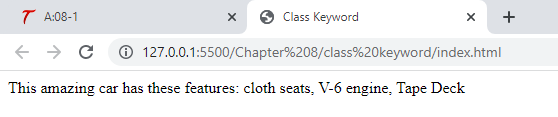 A:08-1
Class Keyword
127.0.0.1:5500/Chapter%208/class%20keyword/index.html
This amazing car has these features: cloth seats, V-6 engine, Tape Deck